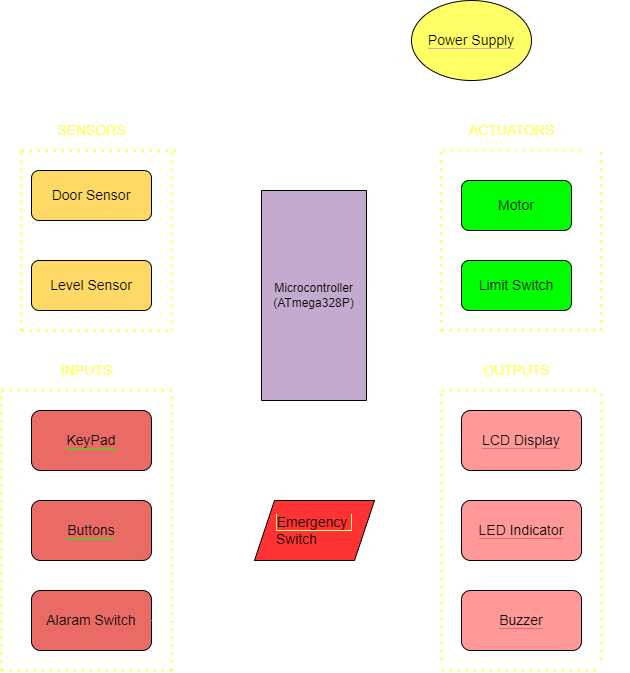 Power Supply
SENSORS
Door Sensor
Level Sensor
ACTUATORS
Motor
Limit Switch
Microcontroller
(ATmega328P)
INPUTS
KeyPad
Buttons
Alaram Switch
Emergency
Switch
OUTPUTS
LCD Display
LED Indicator
Buzzer